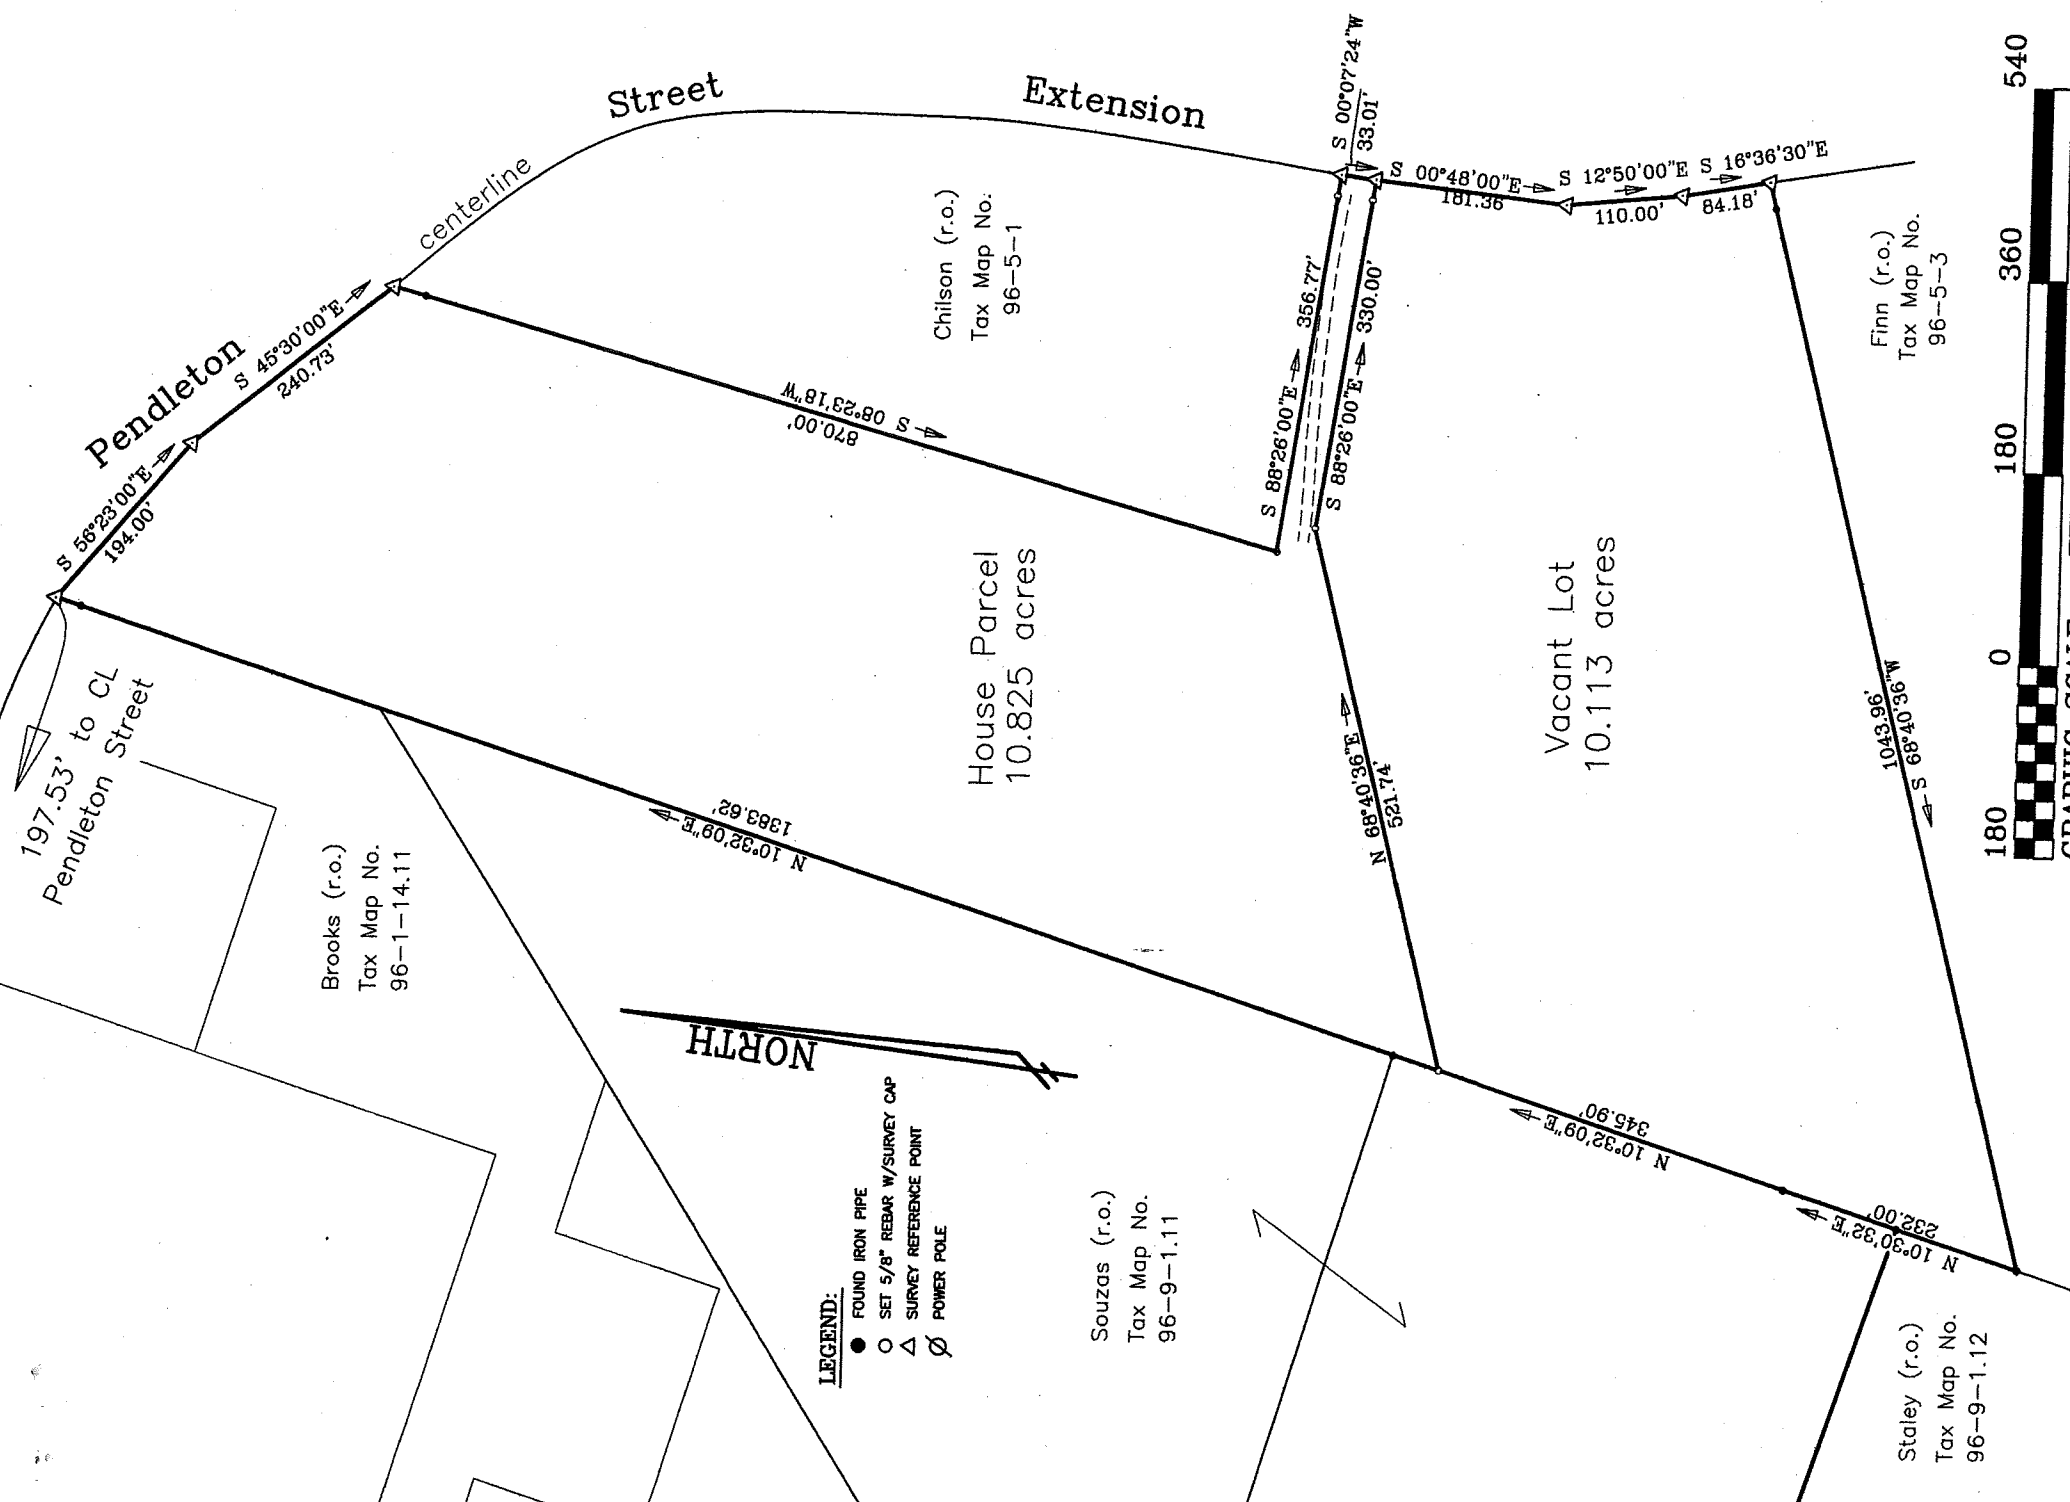 Pendleton
Street
Extension
centerline
S 56°23'00"E
194.00'
S 45°30'00"E
240.73'
S 08°23'18"W
870.00'
Chilson (r.o.)
Tax Map No.
96-5-1
S 00°07'24"W
33.01'
S 88°26'00"E
356.77'
S 88°26'00"E
330.00'
S 00°48'00"E
181.36
S 12°50'00"E
110.00'
S 16°36'30"E
84.18'
Finn (r.o.)
Tax Map No.
96-5-3
197.53' to CL
Pendleton Street
House Parcel
10.825 acres
Vacant Lot
10.113 acres
N 10°32'09"E
1383.62'
N 68°40'36"E
521.74'
1043.96'
S 68°40'36"W
Brooks (r.o.)
Tax Map No.
96-1-14.11
NORTH
LEGEND:
FOUND IRON PIPE
SET 5/8" REBAR W/SURVEY CAP
SURVEY REFERENCE POINT
POWER POLE
Souzas (r.o.)
Tax Map No.
96-9-1.11
N 10°32'09"E
345.90'
N 10°30'32"E
232.00'
Staley (r.o.)
Tax Map No.
96-9-1.12
180 0 180 360 540